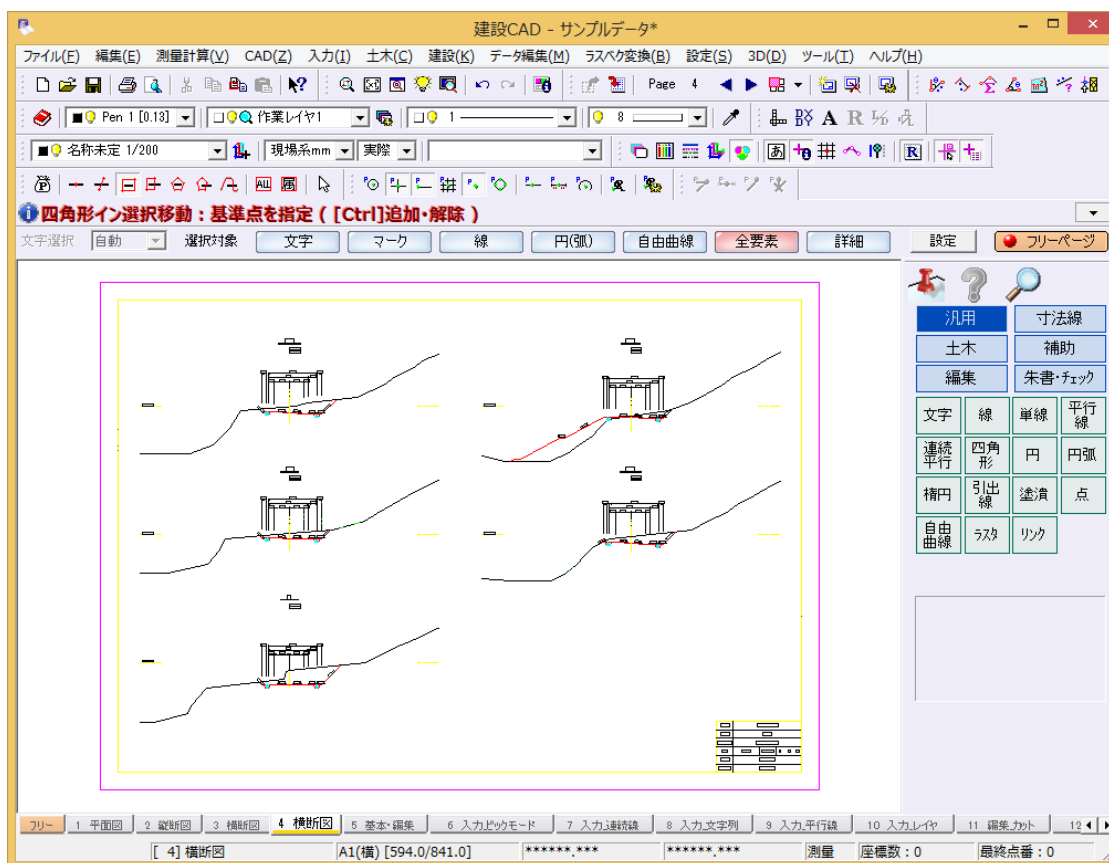 建設CAD - サンプルデータ*
ファイル(F) 編集(E) 測量計算(V) CAD(Z) 入力(I) 土木(C) 建設(K) データ編集(M) ラスベク変換(B) 設定(S) 3D(D) ツール(T) ヘルプ(H)
Page 4
Pen 1 [0.13] 作業レイヤ1 1 8
名称未定 1/200 現場系mm 実際
四角形イン選択移動：基準点を指定（ [Ctrl]追加・解除 ）
文字選択 自動 選択対象 文字 マーク 線 円(弧) 自由曲線 全要素 詳細 設定 フリーページ
汎用 寸法線
土木 補助
編集 朱書・チェック
文字 線 単線 平行線
連続平行 四角形 円 円弧
楕円 引出線 塗潰 点
自由曲線 ラスタ リンク
フリー 1 平面図 2 縦断図 3 横断図 4 横断図 5 基本・編集 6 入力_ピックモード 7 入力_連続線 8 入力_文字列 9 入力_平行線 10 入力_レイヤ 11 編集_カット 12
[ 4] 横断図 A1(横) [594.0/841.0] ******.*** ******.*** 測量 座標数：0 最終点番：0